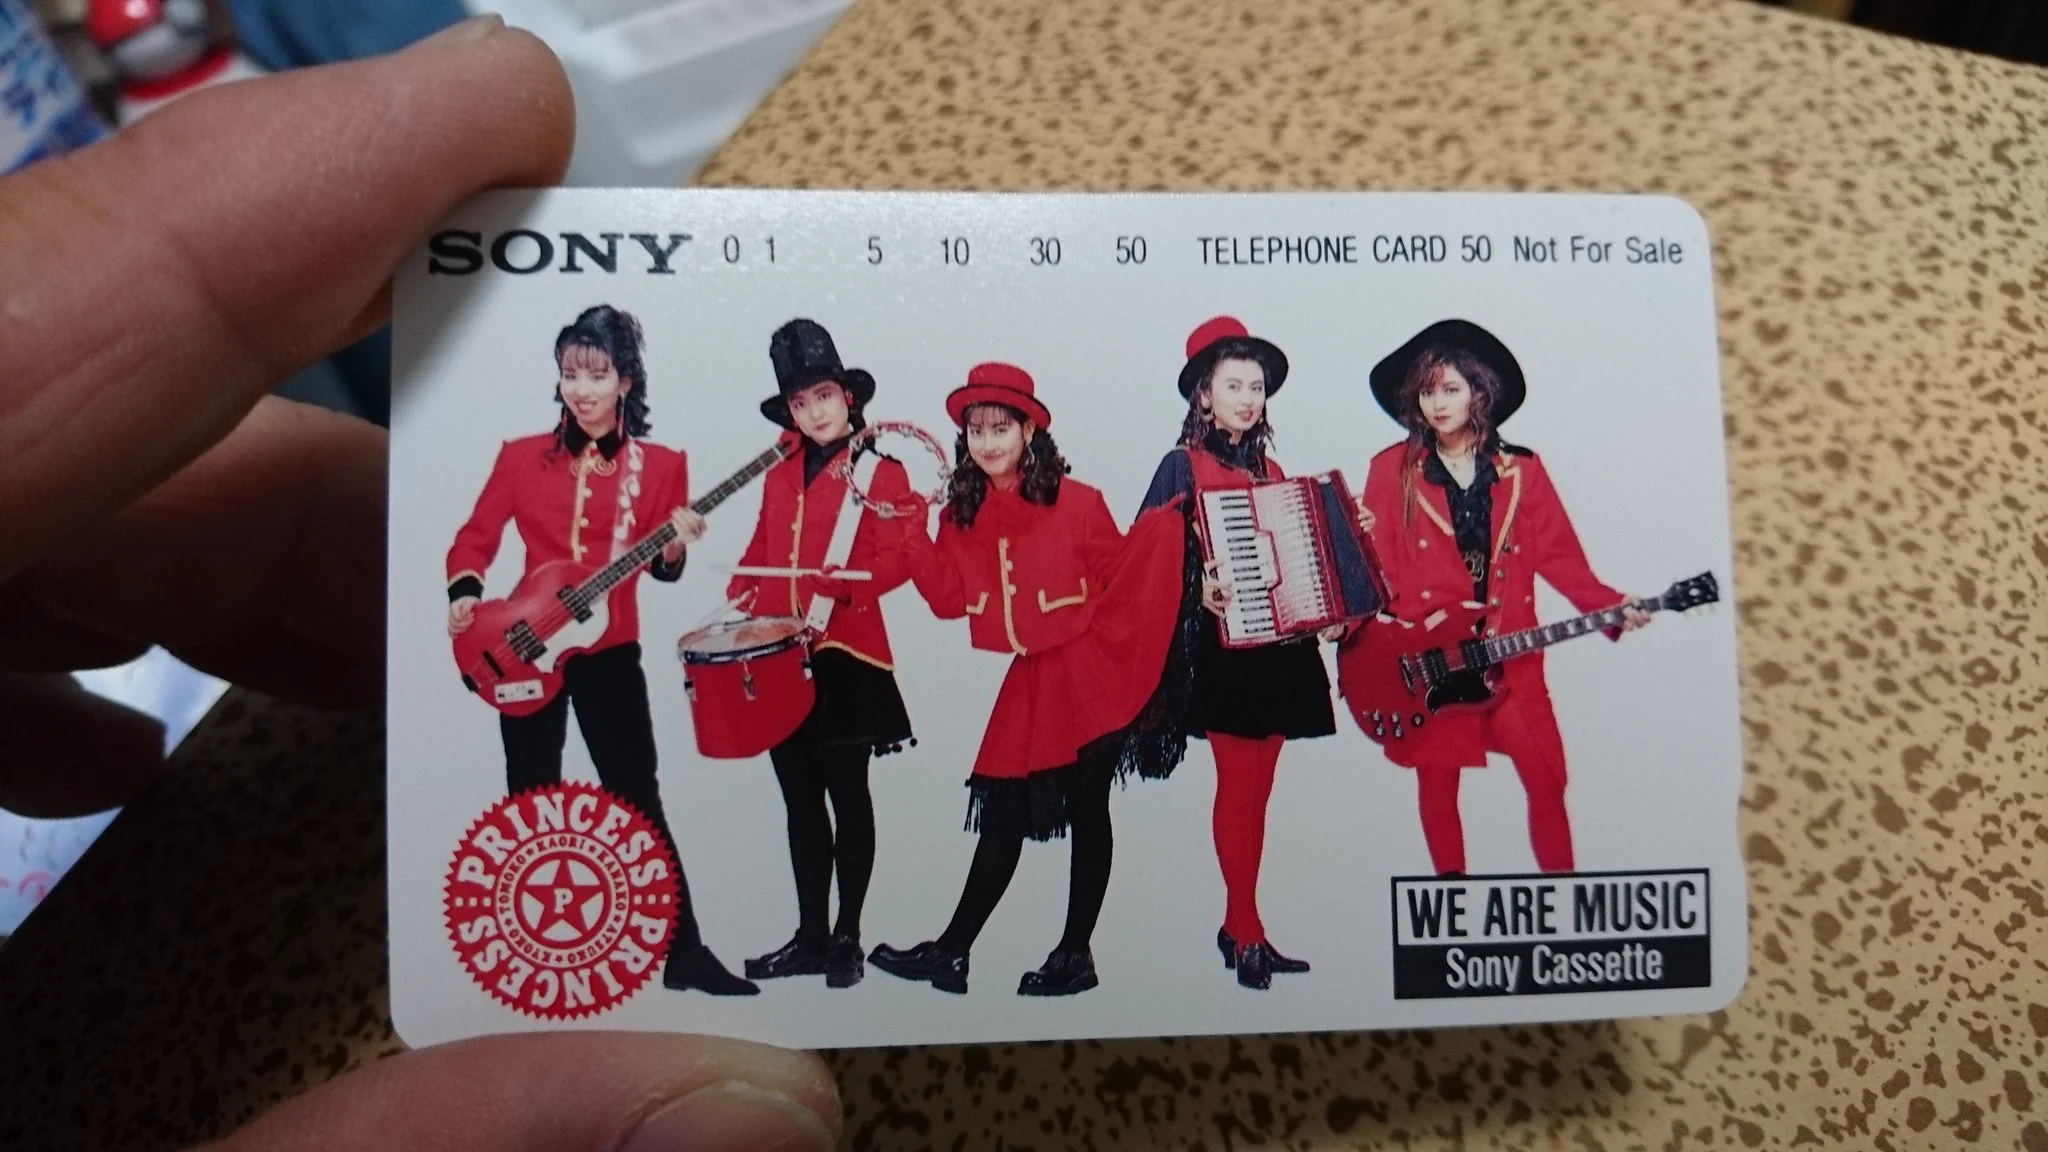 SONY 0 1 5 10 30 50 TELEPHONE CARD 50 Not For Sale
PRINCESS PRINCESS
TOMOKO★KAORI★KANAKO★ATSUKO★KYOKO★
P
WE ARE MUSIC
Sony Cassette